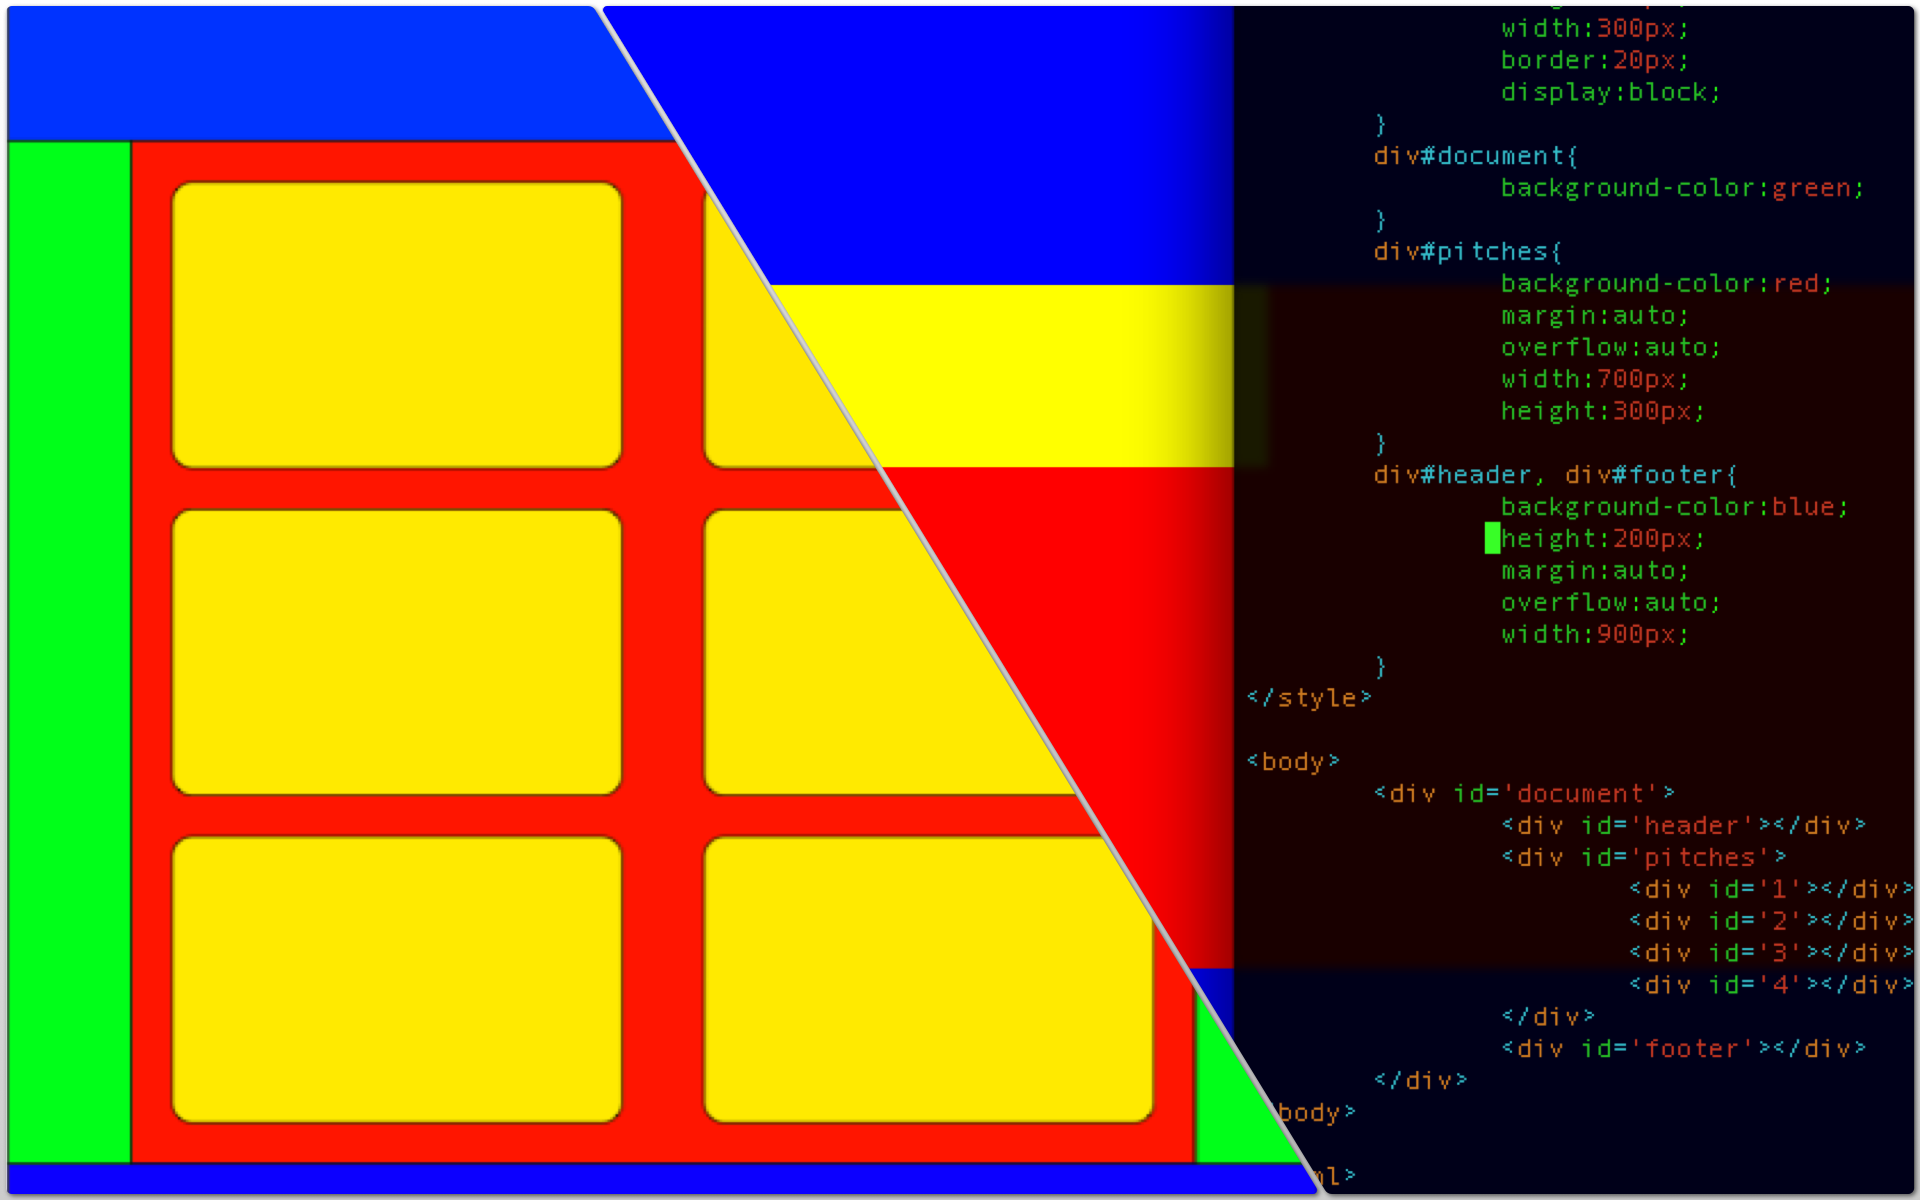 width:300px;
border:20px;
display:block;
}
div#document{
background-color:green;
}
div#pitches{
background-color:red;
margin:auto;
overflow:auto;
width:700px;
height:300px;
}
div#header, div#footer{
background-color:blue;
height:200px;
margin:auto;
overflow:auto;
width:900px;
}
</style>
<body>
<div id='document'>
<div id='header'></div>
<div id='pitches'>
<div id='1'></div>
<div id='2'></div>
<div id='3'></div>
<div id='4'></div>
</div>
<div id='footer'></div>
</div>
body>